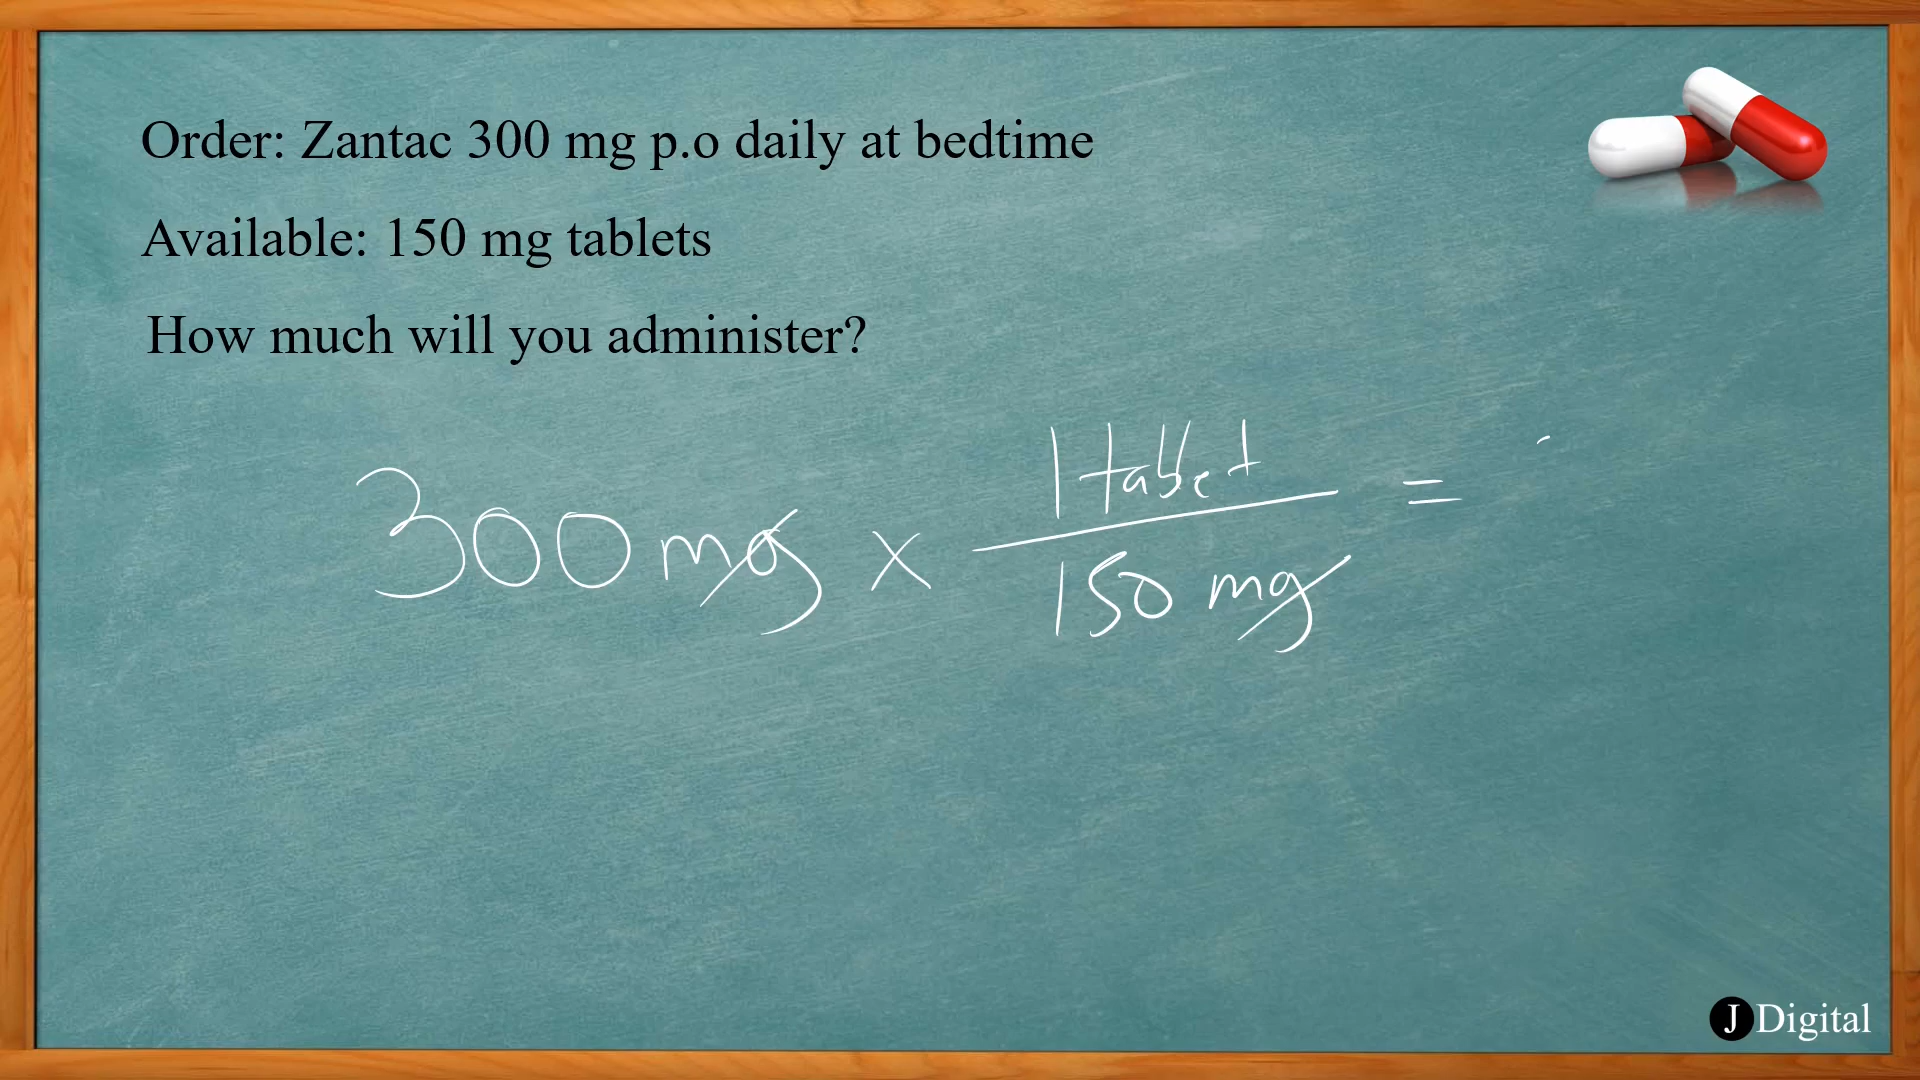 Order: Zantac 300 mg p.o daily at bedtime
Available: 150 mg tablets
How much will you administer?
300 mg x 1 tablet / 150 mg =
J Digital